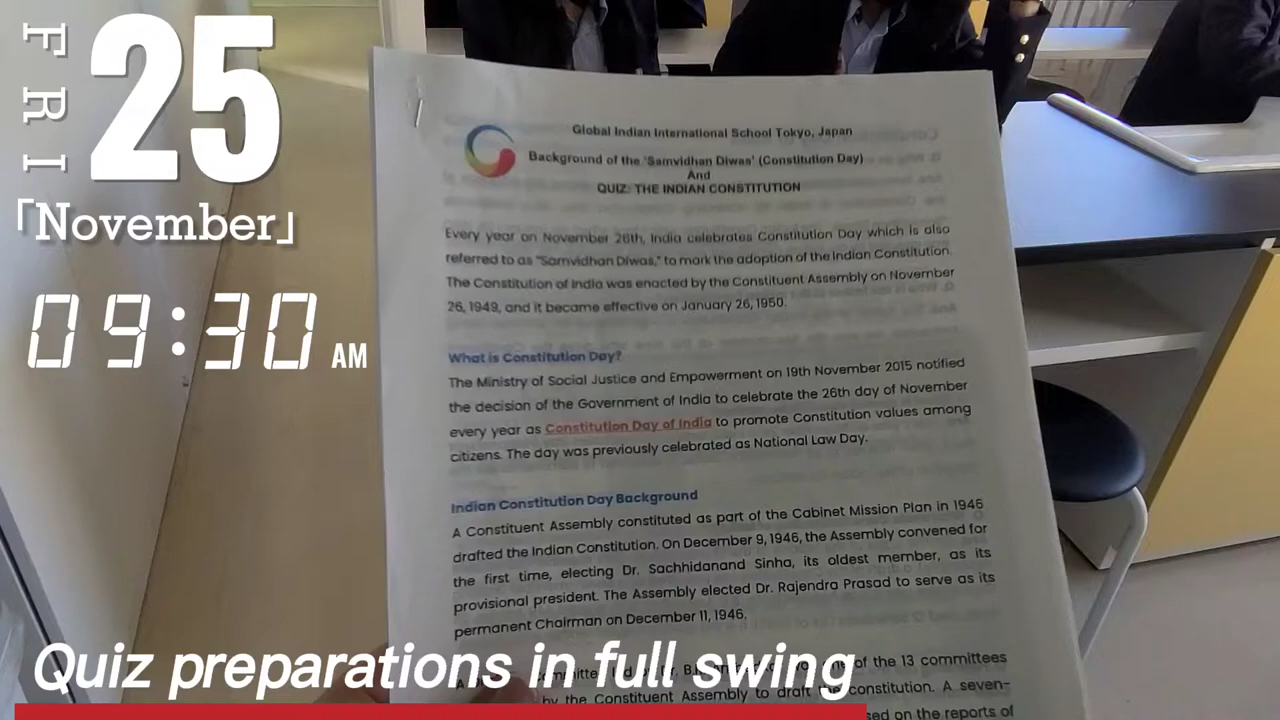 FRI
25
「November」
09:30 AM
Global Indian International School Tokyo, Japan
Background of the 'Samvidhan Diwas' (Constitution Day)
And
QUIZ: THE INDIAN CONSTITUTION
Every year on November 26th, India celebrates Constitution Day which is also
referred to as "Samvidhan Diwas," to mark the adoption of the Indian Constitution.
The Constitution of India was enacted by the Constituent Assembly on November
26, 1949, and it became effective on January 26, 1950.
What is Constitution Day?
The Ministry of Social Justice and Empowerment on 19th November 2015 notified
the decision of the Government of India to celebrate the 26th day of November
every year as Constitution Day of India to promote Constitution values among
citizens. The day was previously celebrated as National Law Day.
Indian Constitution Day Background
A Constituent Assembly constituted as part of the Cabinet Mission Plan in 1946
drafted the Indian Constitution. On December 9, 1946, the Assembly convened for
the first time, electing Dr. Sachhidanand Sinha, its oldest member, as its
provisional president. The Assembly elected Dr. Rajendra Prasad to serve as its
permanent Chairman on December 11, 1946.
of the 13 committees
by the Constituent Assembly to draft the constitution. A seven-
sed on the reports of
Quiz preparations in full swing